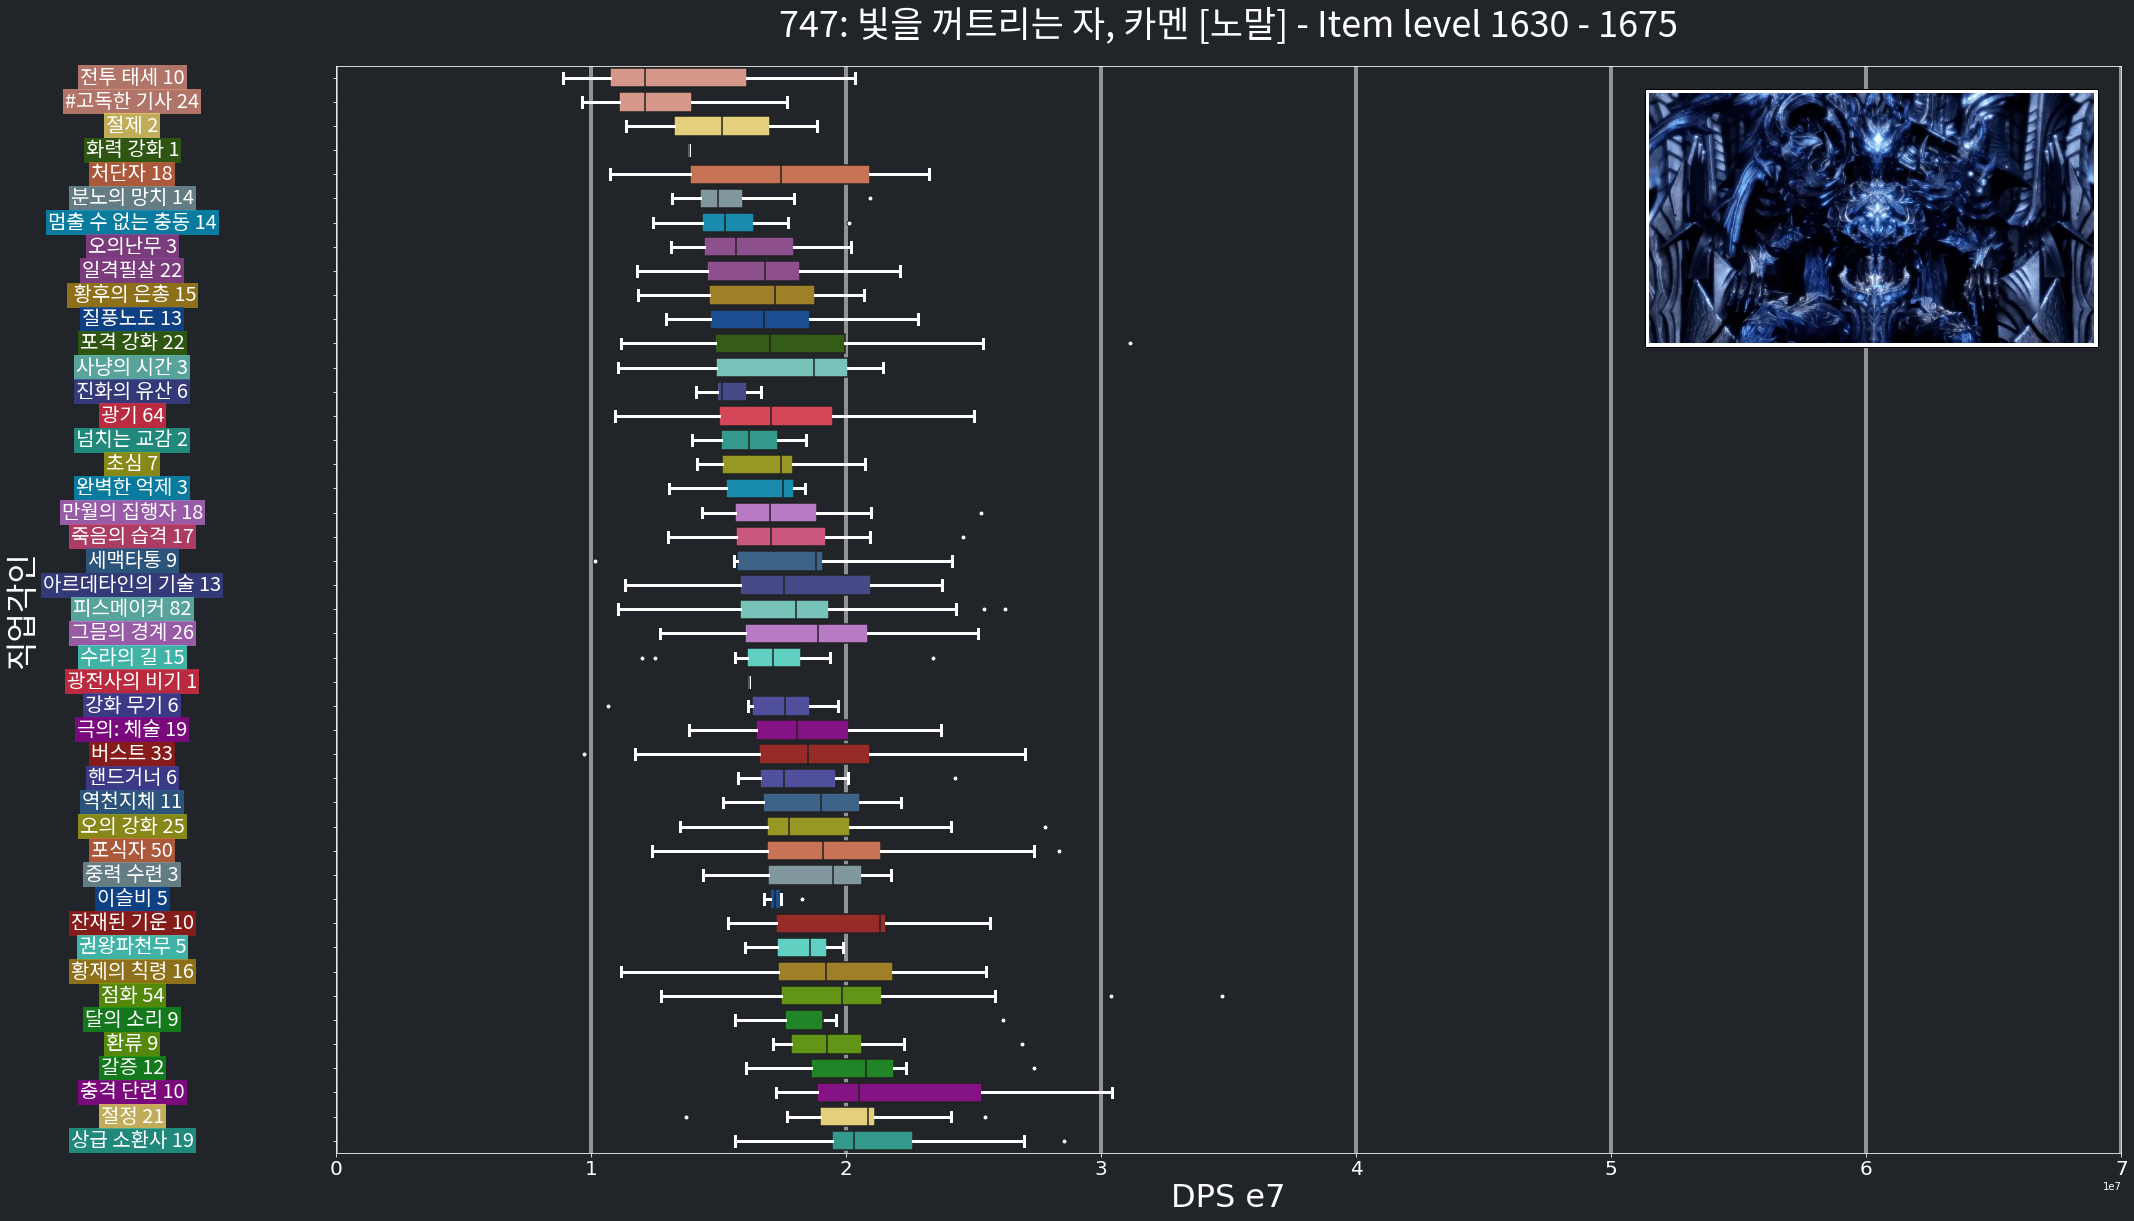 747: 빛을 꺼트리는 자, 카멘 [노말] - Item level 1630 - 1675
전투 태세 10
#고독한 기사 24
절제 2
화력 강화 1
처단자 18
분노의 망치 14
멈출 수 없는 충동 14
오의난무 3
일격필살 22
황후의 은총 15
질풍노도 13
포격 강화 22
사냥의 시간 3
진화의 유산 6
광기 64
넘치는 교감 2
초심 7
완벽한 억제 3
만월의 집행자 18
죽음의 습격 17
세맥타통 9
아르데타인의 기술 13
피스메이커 82
그믐의 경계 26
수라의 길 15
광전사의 비기 1
강화 무기 6
극의: 체술 19
버스트 33
핸드거너 6
역천지체 11
오의 강화 25
포식자 50
중력 수련 3
이슬비 5
잔재된 기운 10
권왕파천무 5
황제의 칙령 16
점화 54
달의 소리 9
환류 9
갈증 12
충격 단련 10
절정 21
상급 소환사 19
직업각인
0 1 2 3 4 5 6 7
1e7
DPS e7